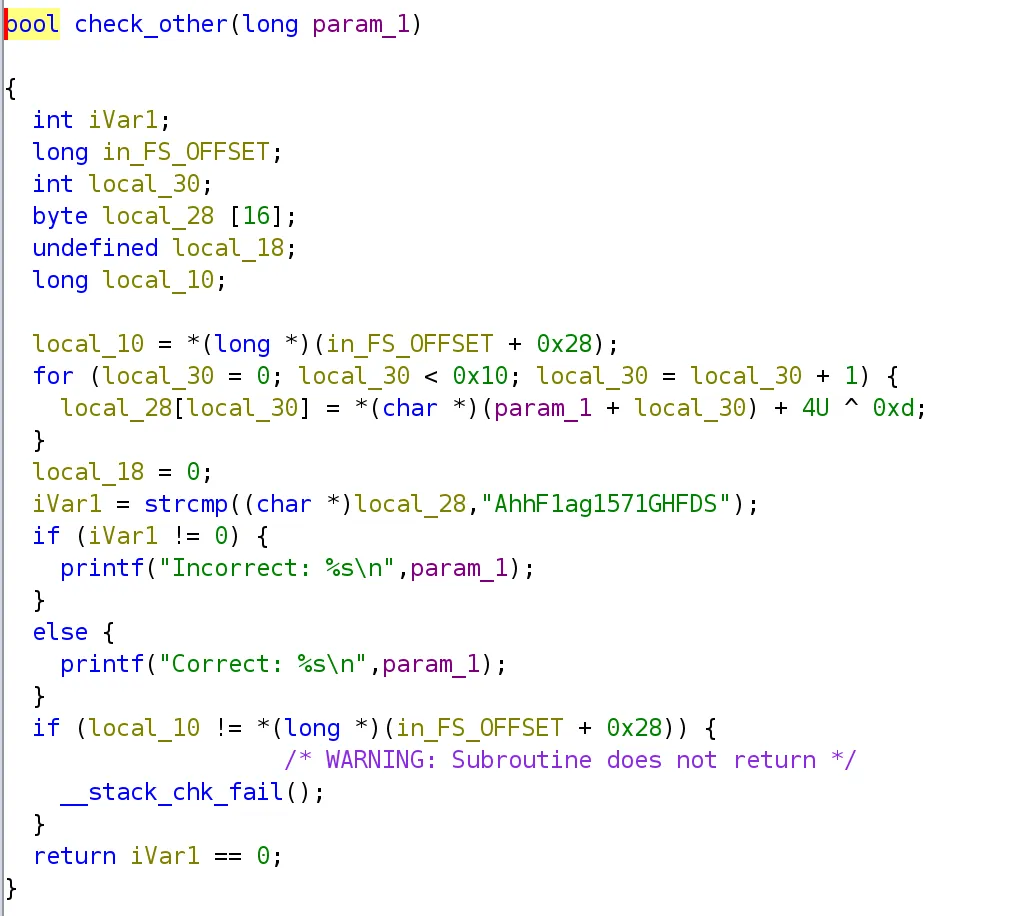 bool check_other(long param_1)
{
int iVar1;
long in_FS_OFFSET;
int local_30;
byte local_28 [16];
undefined local_18;
long local_10;
local_10 = *(long *)(in_FS_OFFSET + 0x28);
for (local_30 = 0; local_30 < 0x10; local_30 = local_30 + 1) {
local_28[local_30] = *(char *)(param_1 + local_30) + 4U ^ 0xd;
}
local_18 = 0;
iVar1 = strcmp((char *)local_28,"AhhF1ag1571GHFDS");
if (iVar1 != 0) {
printf("Incorrect: %s\n",param_1);
}
else {
printf("Correct: %s\n",param_1);
}
if (local_10 != *(long *)(in_FS_OFFSET + 0x28)) {
/* WARNING: Subroutine does not return */
__stack_chk_fail();
}
return iVar1 == 0;
}